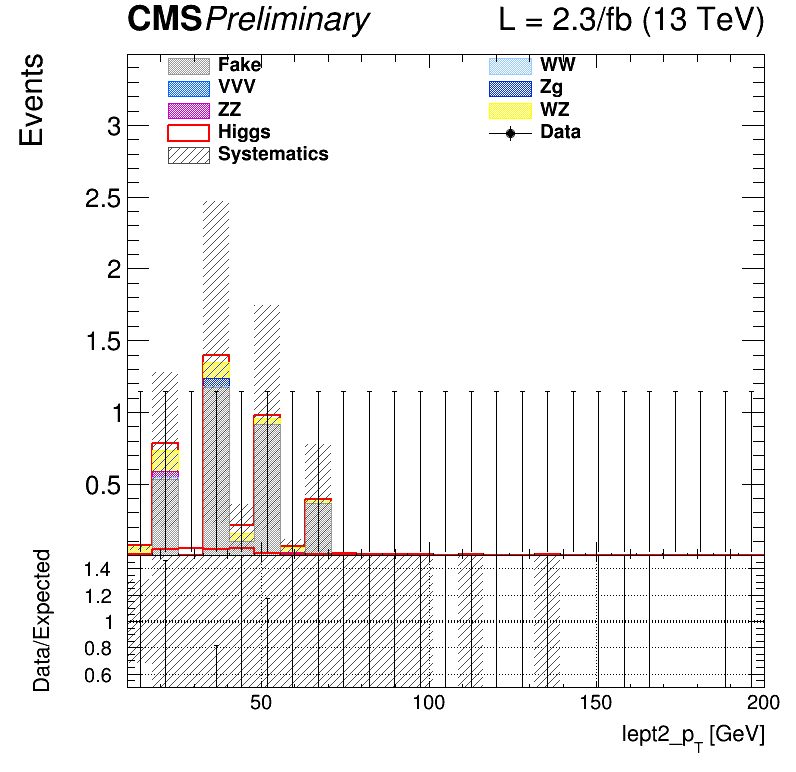 CMS Preliminary L = 2.3/fb (13 TeV)
Events
Fake WW
VVV Zg
ZZ WZ
Higgs Data
Systematics
3
2.5
2
1.5
1
0.5
Data/Expected
1.4
1.2
1
0.8
0.6
50 100 150 200
lept2_p_T [GeV]